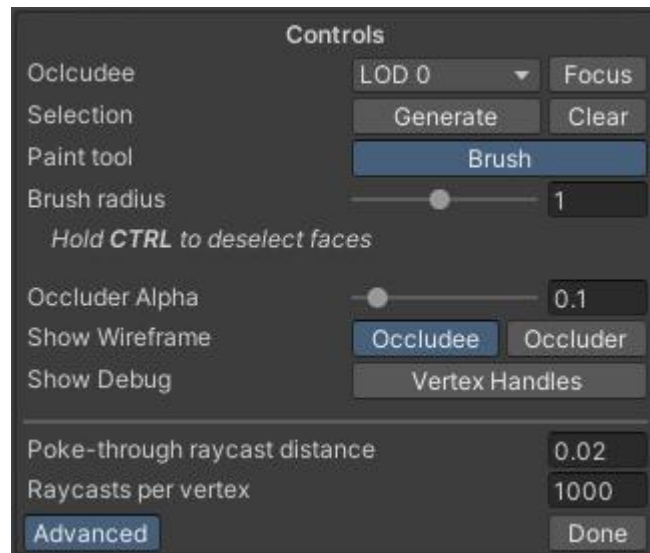 Controls
Oclcudee LOD 0 Focus
Selection Generate Clear
Paint tool Brush
Brush radius 1
Hold CTRL to deselect faces
Occluder Alpha 0.1
Show Wireframe Occludee Occluder
Show Debug Vertex Handles
Poke-through raycast distance 0.02
Raycasts per vertex 1000
Advanced Done